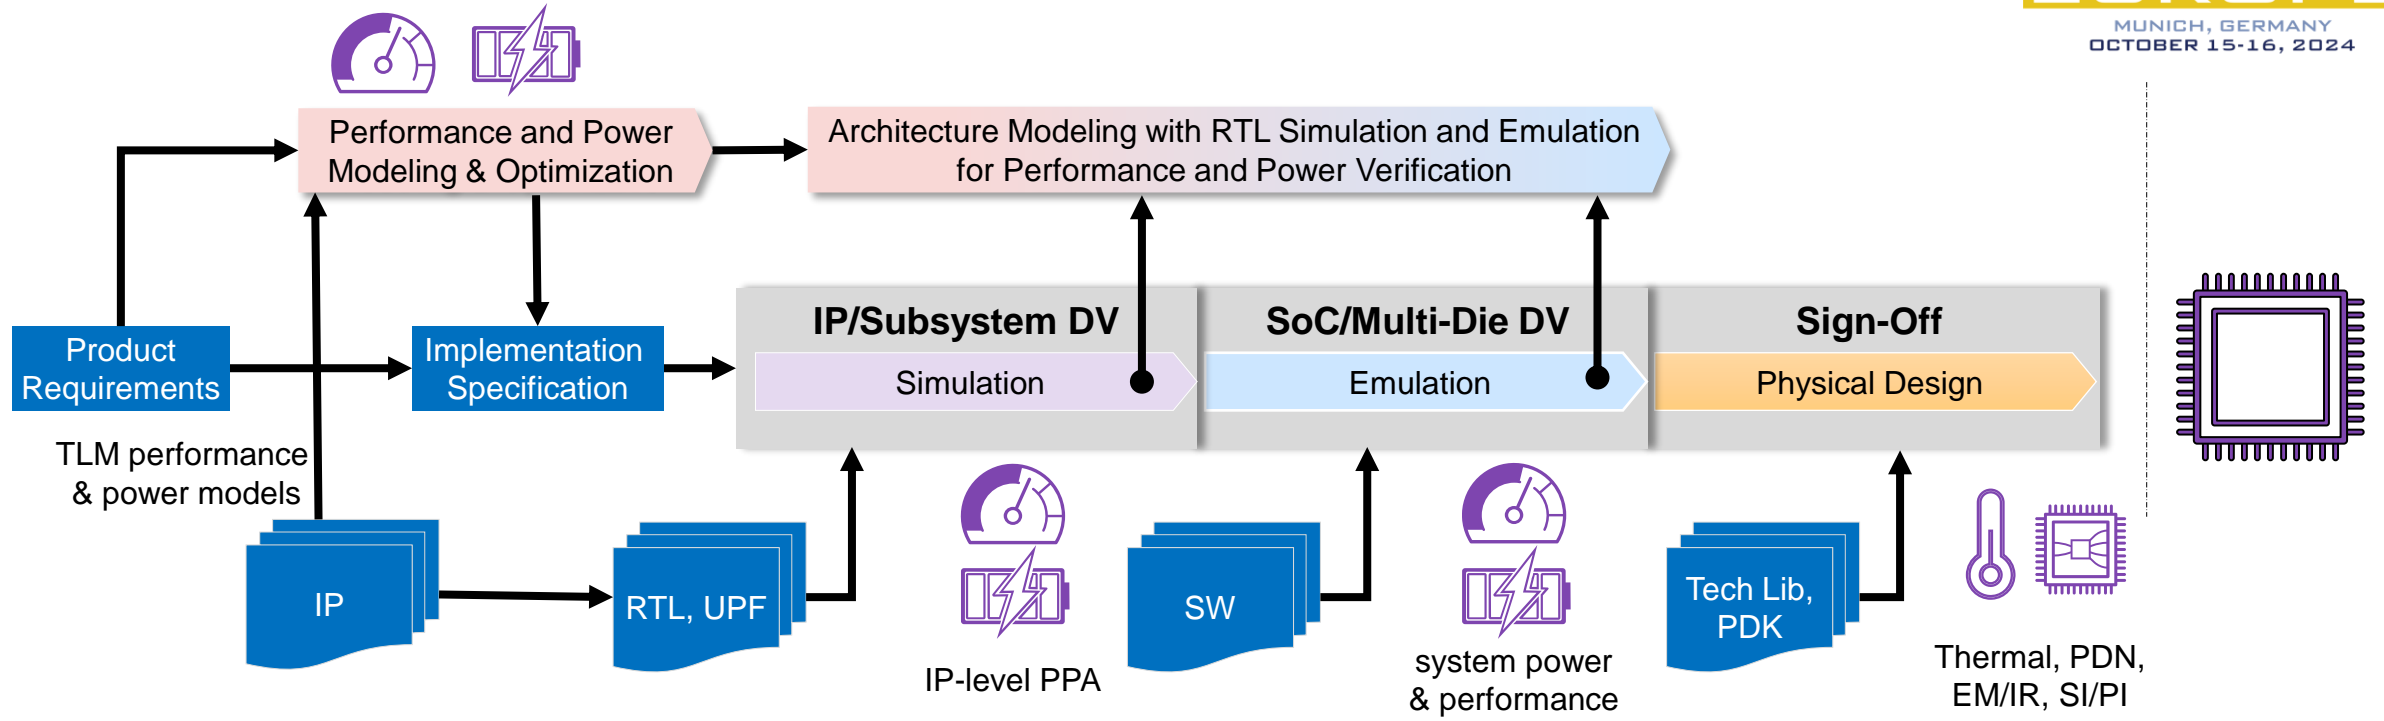 MUNICH, GERMANY
OCTOBER 15-16, 2024
Performance and Power
Modeling & Optimization
Architecture Modeling with RTL Simulation and Emulation
for Performance and Power Verification
Product
Requirements
Implementation
Specification
IP/Subsystem DV
Simulation
SoC/Multi-Die DV
Emulation
Sign-Off
Physical Design
TLM performance
& power models
IP
RTL, UPF
IP-level PPA
SW
system power
& performance
Tech Lib,
PDK
Thermal, PDN,
EM/IR, SI/PI